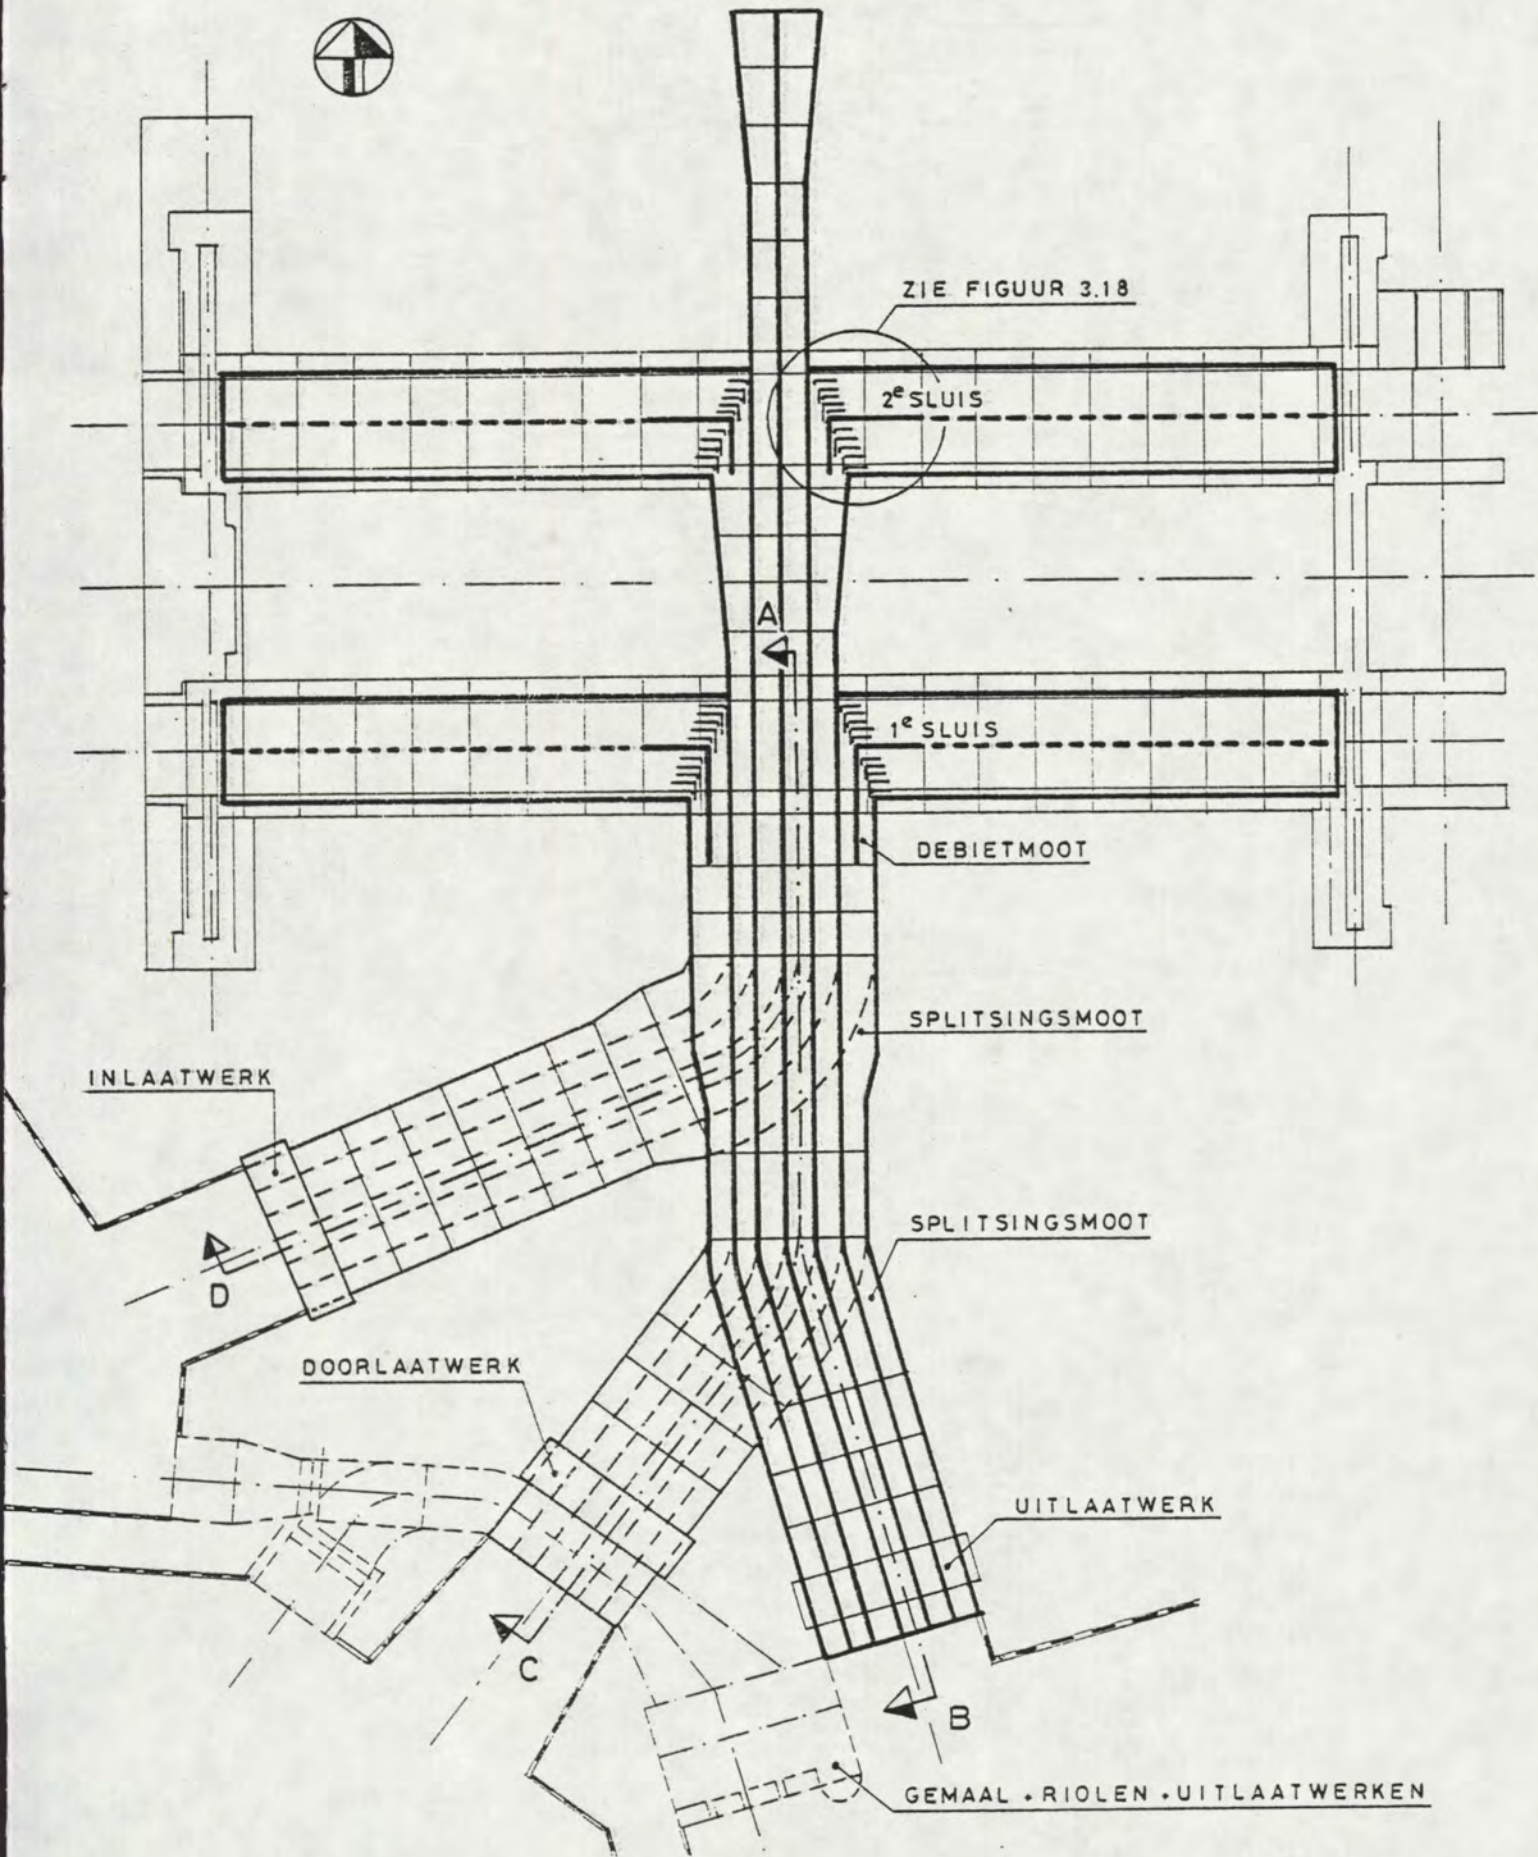 ZIE FIGUUR 3.18
2e SLUIS
A
1e SLUIS
DEBIETMOOT
SPLITSINGSMOOT
INLAATWERK
SPLITSINGSMOOT
D
DOORLAATWERK
UITLAATWERK
C
B
GEMAAL + RIOLEN + UITLAATWERKEN